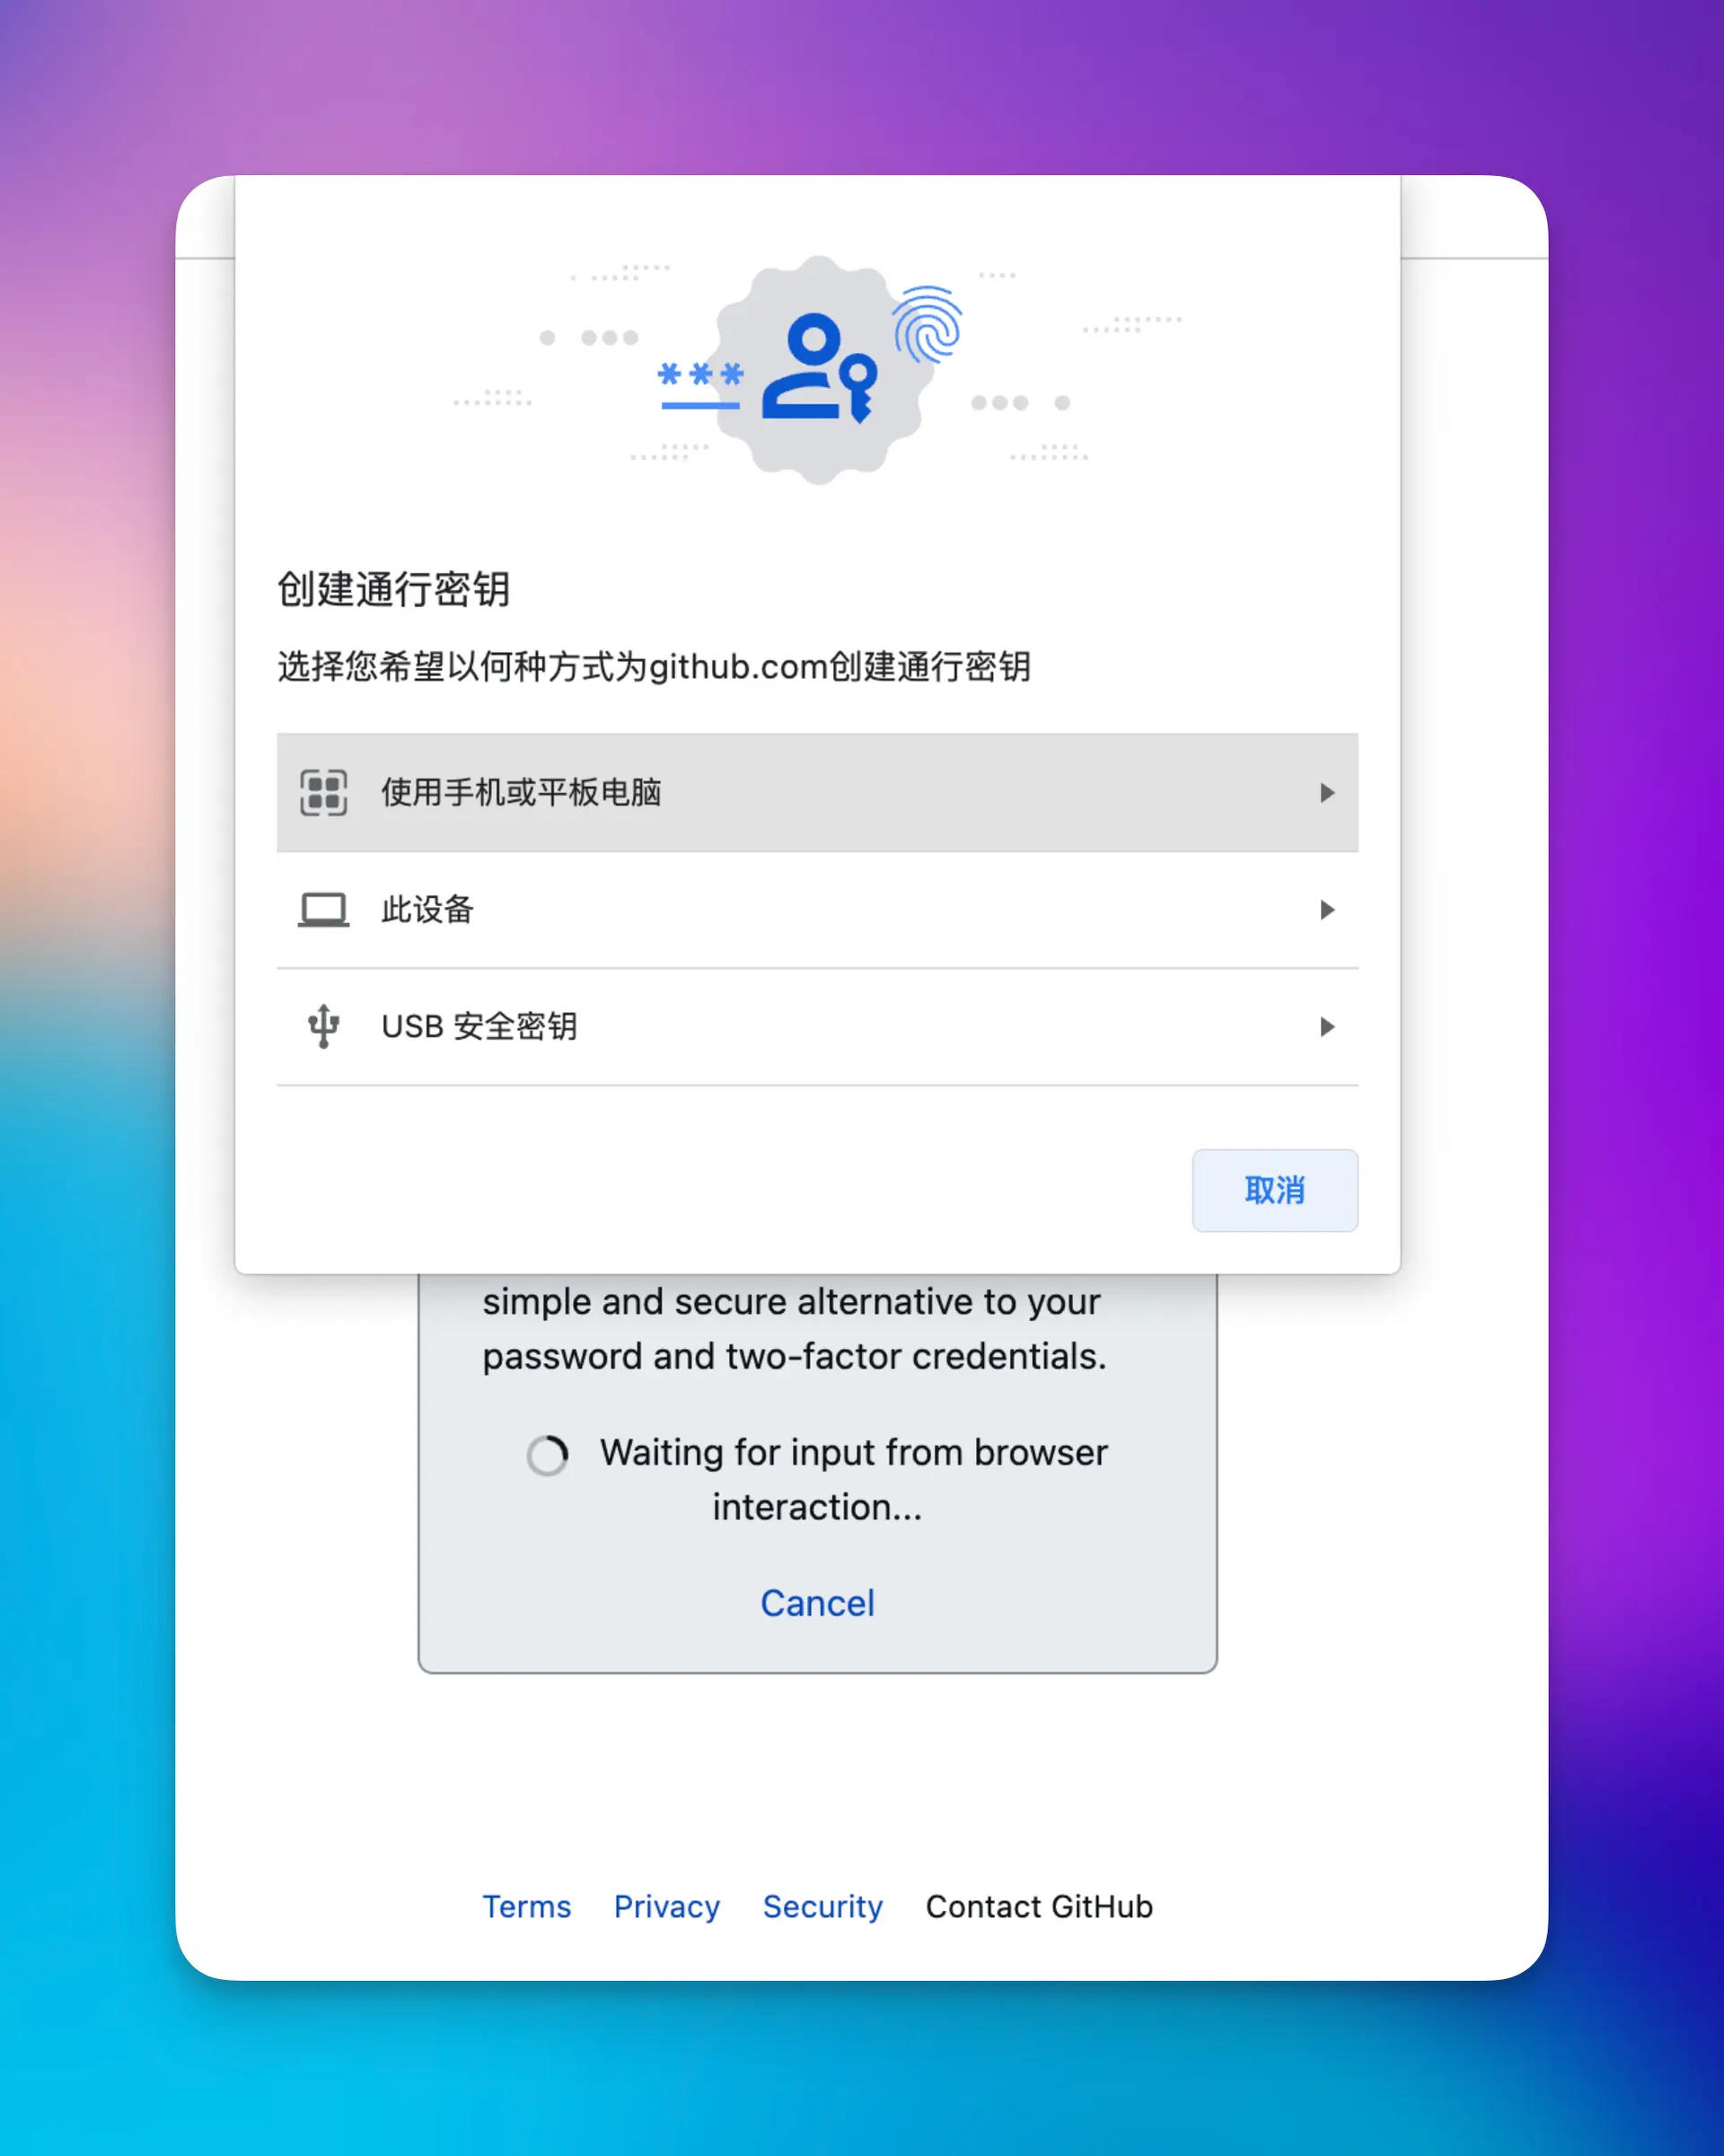 ***
创建通行密钥
选择您希望以何种方式为github.com创建通行密钥
使用手机或平板电脑
此设备
USB 安全密钥
取消
simple and secure alternative to your
password and two-factor credentials.
Waiting for input from browser
interaction...
Cancel
Terms Privacy Security Contact GitHub